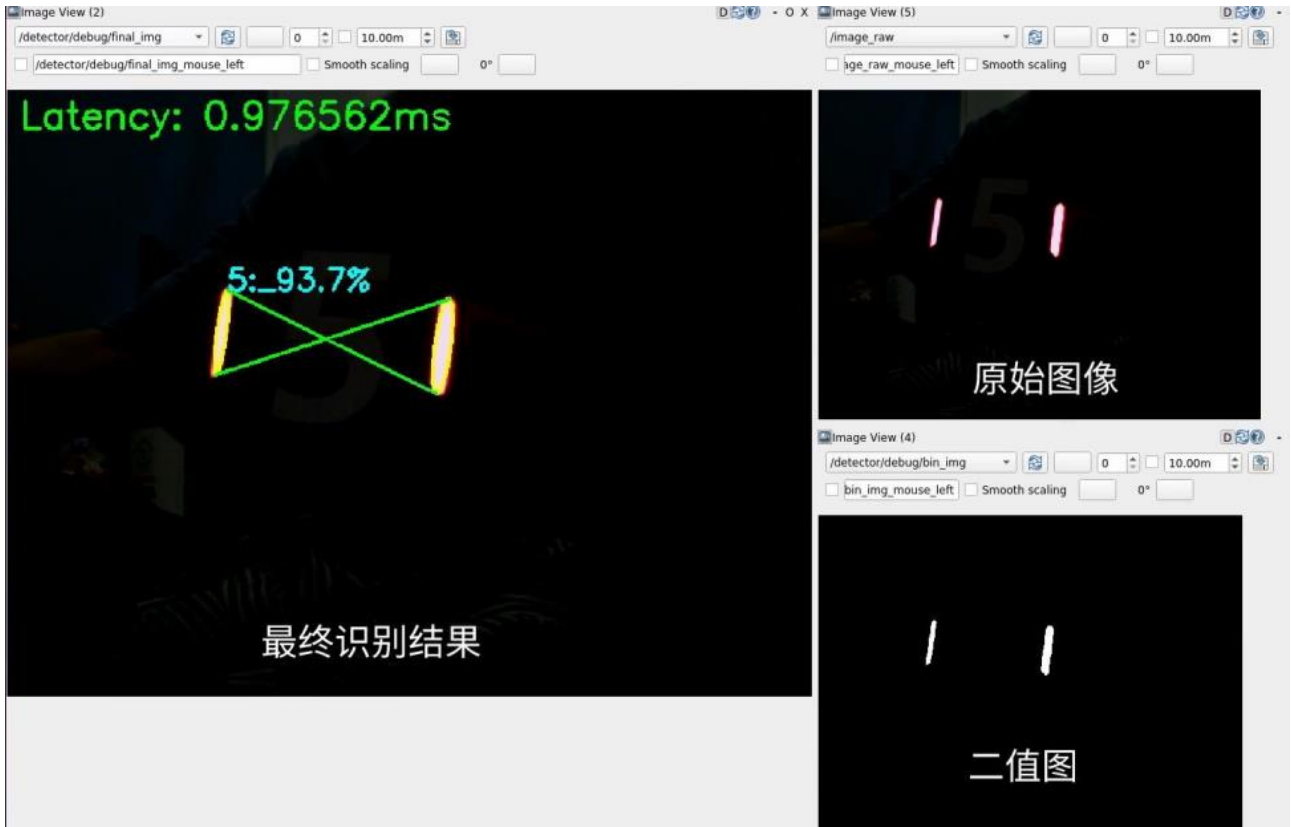 Image View (2)
D - O X
/detector/debug/final_img
0
10.00m
/detector/debug/final_img_mouse_left
Smooth scaling
0°
Latency: 0.976562ms
5:_93.7%
5
最终识别结果
Image View (5)
D -
/image_raw
0
10.00m
age_raw_mouse_left
Smooth scaling
0°
5
原始图像
Image View (4)
D -
/detector/debug/bin_img
0
10.00m
bin_img_mouse_left
Smooth scaling
0°
二值图